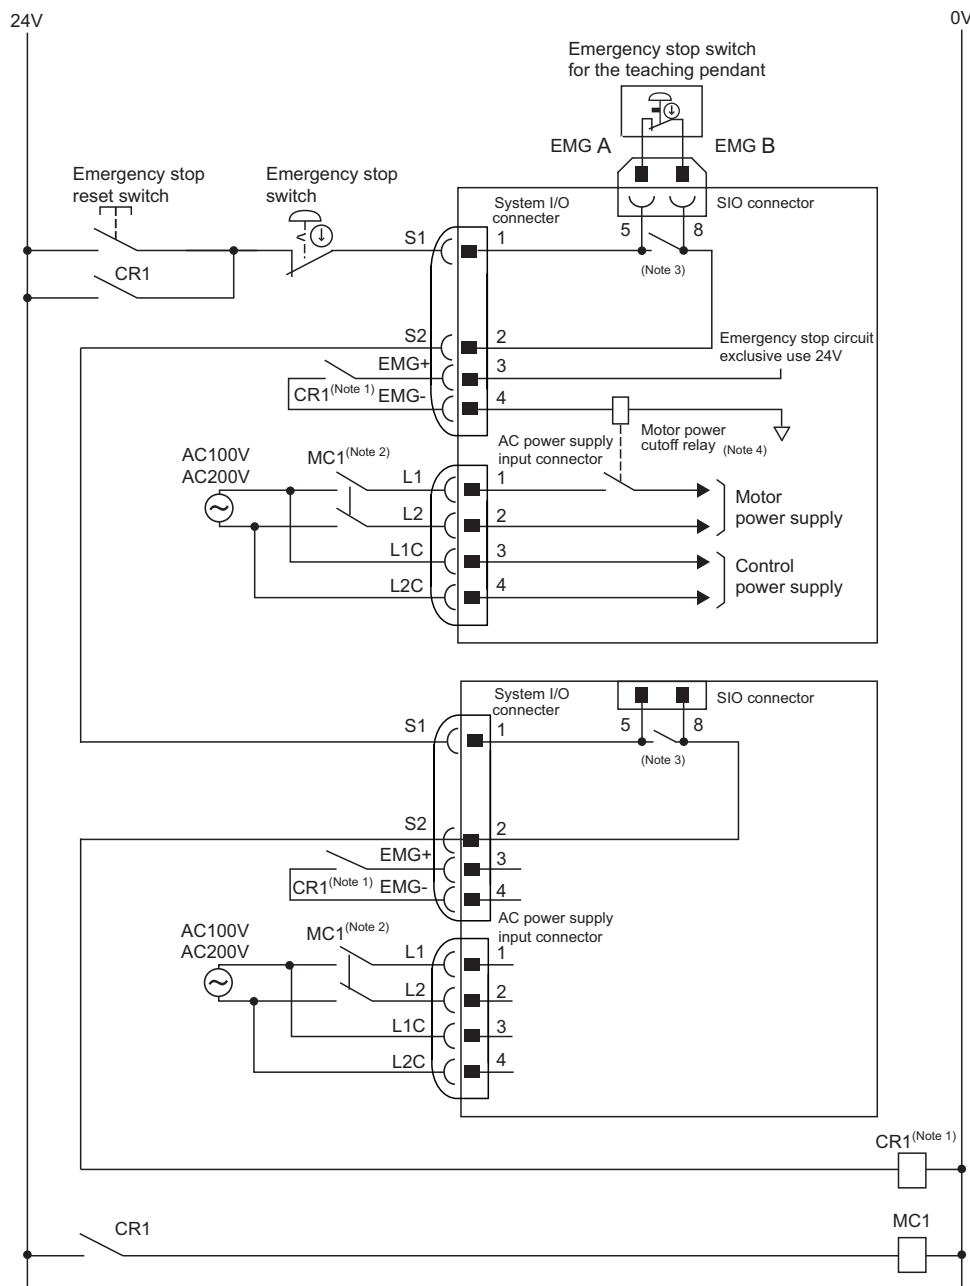 24V
0V
Emergency stop switch
for the teaching pendant
EMG A
EMG B
Emergency stop
reset switch
Emergency stop
switch
System I/O
connecter
SIO connector
S1
1
5
8
(Note 3)
CR1
S2
2
Emergency stop circuit
exclusive use 24V
EMG+
3
CR1(Note 1)
EMG-
4
Motor power
cutoff relay (Note 4)
AC power supply
input connector
AC100V
AC200V
MC1(Note 2)
L1
1
Motor
power supply
L2
2
L1C
3
Control
power supply
L2C
4
System I/O
connecter
SIO connector
S1
1
5
8
(Note 3)
S2
2
EMG+
3
CR1(Note 1)
EMG-
4
AC power supply
input connector
AC100V
AC200V
MC1(Note 2)
L1
1
L2
2
L1C
3
L2C
4
CR1(Note 1)
CR1
MC1